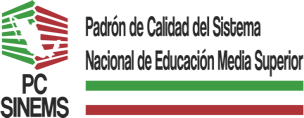 Padrón de Calidad del Sistema
Nacional de Educación Media Superior
PC
SINEMS